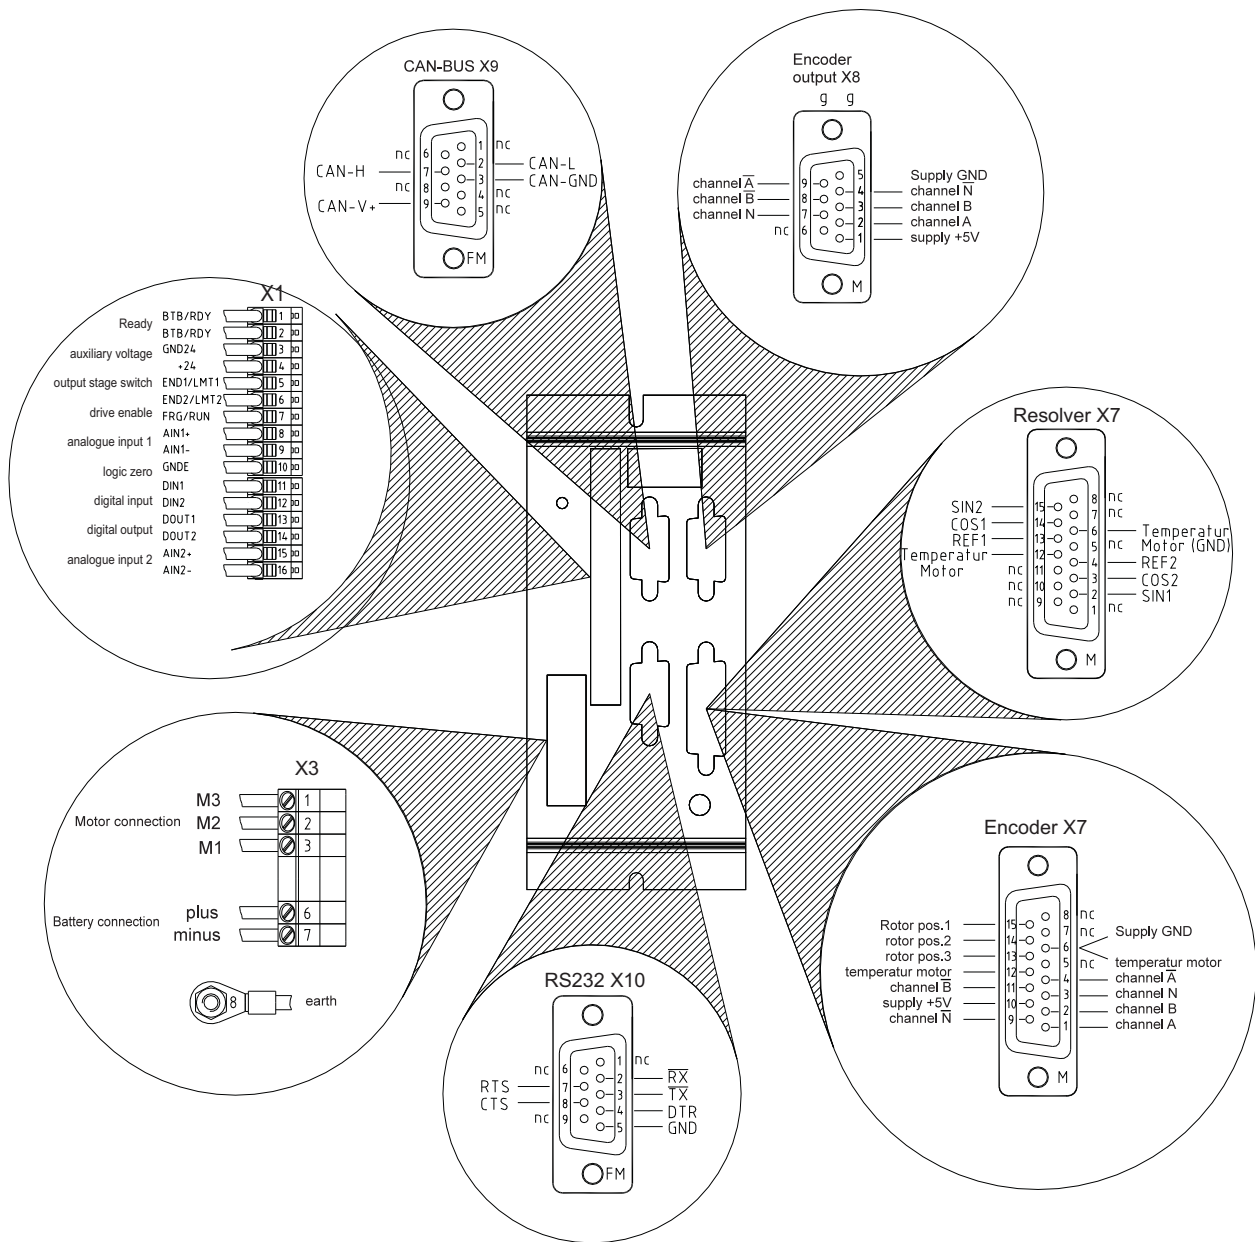 CAN-BUS X9
nc 6 1 nc
CAN-H 7 2 CAN-L
nc 8 3 CAN-GND
CAN-V+ 9 4 nc
5 nc
FM
Encoder
output X8
g g
channel A̅ 9 5 Supply GND
channel B̅ 8 4 channel N̅
channel N 7 3 channel B
nc 6 2 channel A
1 supply +5V
M
X1
Ready BTB/RDY 1
BTB/RDY 2
auxiliary voltage GND24 3
+24 4
output stage switch END1/LMT1 5
END2/LMT2 6
drive enable FRG/RUN 7
analogue input 1 AIN1+ 8
AIN1- 9
logic zero GNDE 10
digital input DIN1 11
DIN2 12
digital output DOUT1 13
DOUT2 14
analogue input 2 AIN2+ 15
AIN2- 16
Resolver X7
8 nc
SIN2 15 7 nc
COS1 14 6 Temperatur
Motor (GND)
REF1 13 5 nc
Temperatur
Motor 12 4 REF2
nc 11 3 COS2
nc 10 2 SIN1
nc 9 1 nc
M
X3
Motor connection
M3 1
M2 2
M1 3
Battery connection
plus 6
minus 7
8 earth
Encoder X7
8 nc
Rotor pos.1 15 7 nc Supply GND
rotor pos.2 14 6
rotor pos.3 13 5 nc temperatur motor
temperatur motor 12 4 channel A̅
channel B̅ 11 3 channel N
supply +5V 10 2 channel B
channel N̅ 9 1 channel A
M
RS232 X10
nc 6 1 nc
RTS 7 2 R̅X̅
CTS 8 3 T̅X̅
nc 9 4 DTR
5 GND
FM